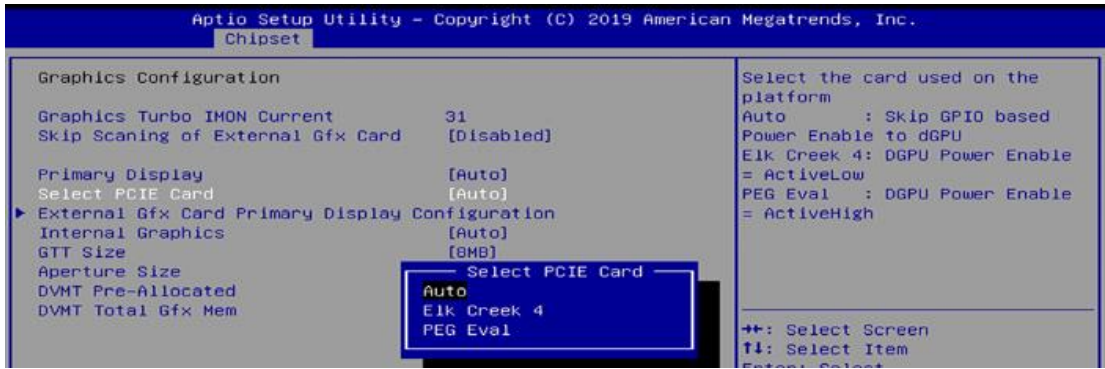 Aptio Setup Utility – Copyright (C) 2019 American Megatrends, Inc.
Chipset
Graphics Configuration
Graphics Turbo IMON Current 31
Skip Scaning of External Gfx Card [Disabled]
Primary Display [Auto]
Select PCIE Card [Auto]
External Gfx Card Primary Display Configuration
Internal Graphics [Auto]
GTT Size [8MB]
Aperture Size
DVMT Pre-Allocated
DVMT Total Gfx Mem
Select PCIE Card
Auto
Elk Creek 4
PEG Eval
Select the card used on the
platform
Auto : Skip GPIO based
Power Enable to dGPU
Elk Creek 4: DGPU Power Enable
= ActiveLow
PEG Eval : DGPU Power Enable
= ActiveHigh
→←: Select Screen
↑↓: Select Item
Enter: Select